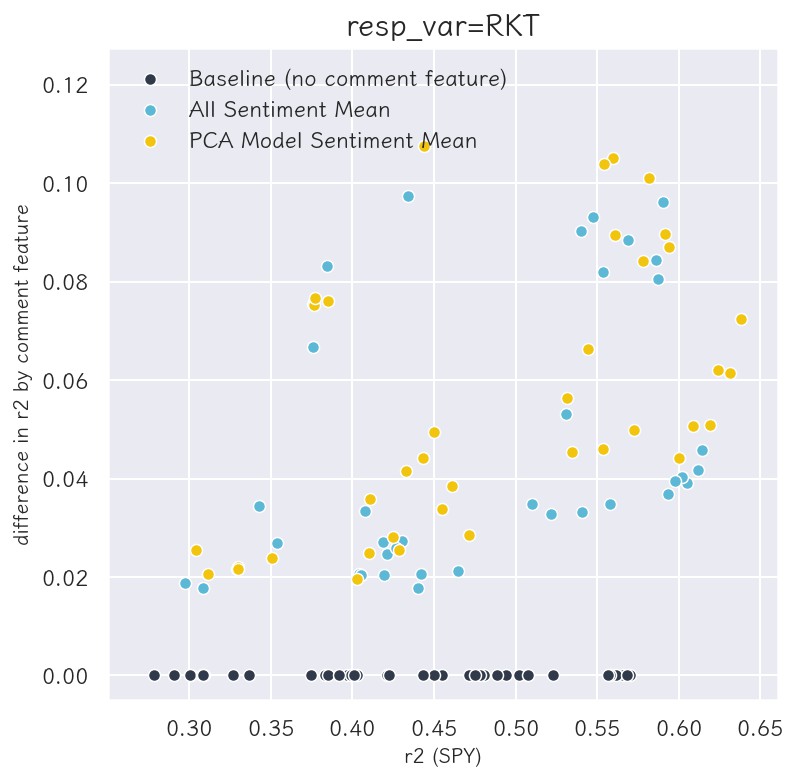 resp_var=RKT
Baseline (no comment feature)
All Sentiment Mean
PCA Model Sentiment Mean
difference in r2 by comment feature
0.12
0.10
0.08
0.06
0.04
0.02
0.00
0.30 0.35 0.40 0.45 0.50 0.55 0.60 0.65
r2 (SPY)